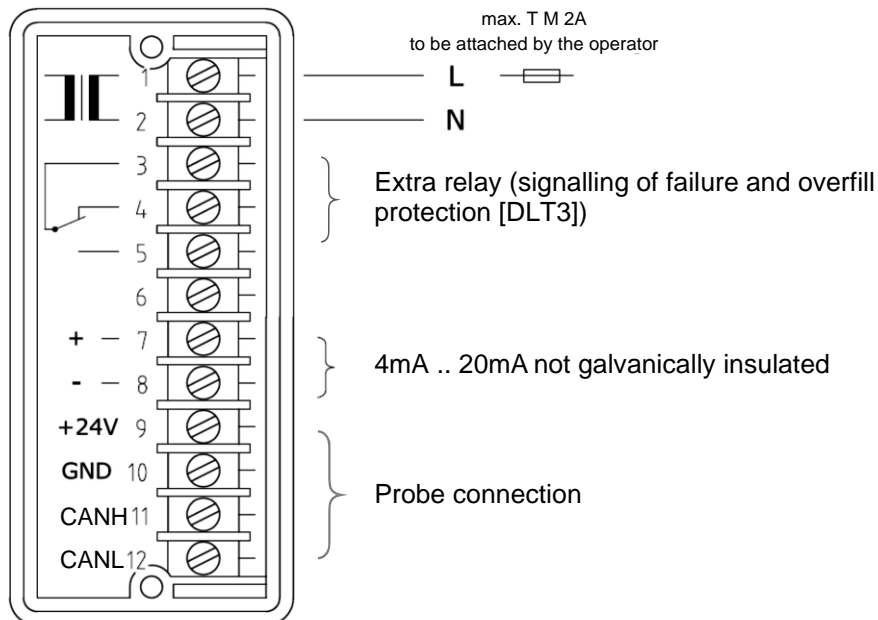 max. T M 2A
to be attached by the operator
1 L
2 N
3
Extra relay (signalling of failure and overfill
4 protection [DLT3])
5
6
+ 7
4mA .. 20mA not galvanically insulated
- 8
+24V 9
GND 10
Probe connection
CANH 11
CANL 12